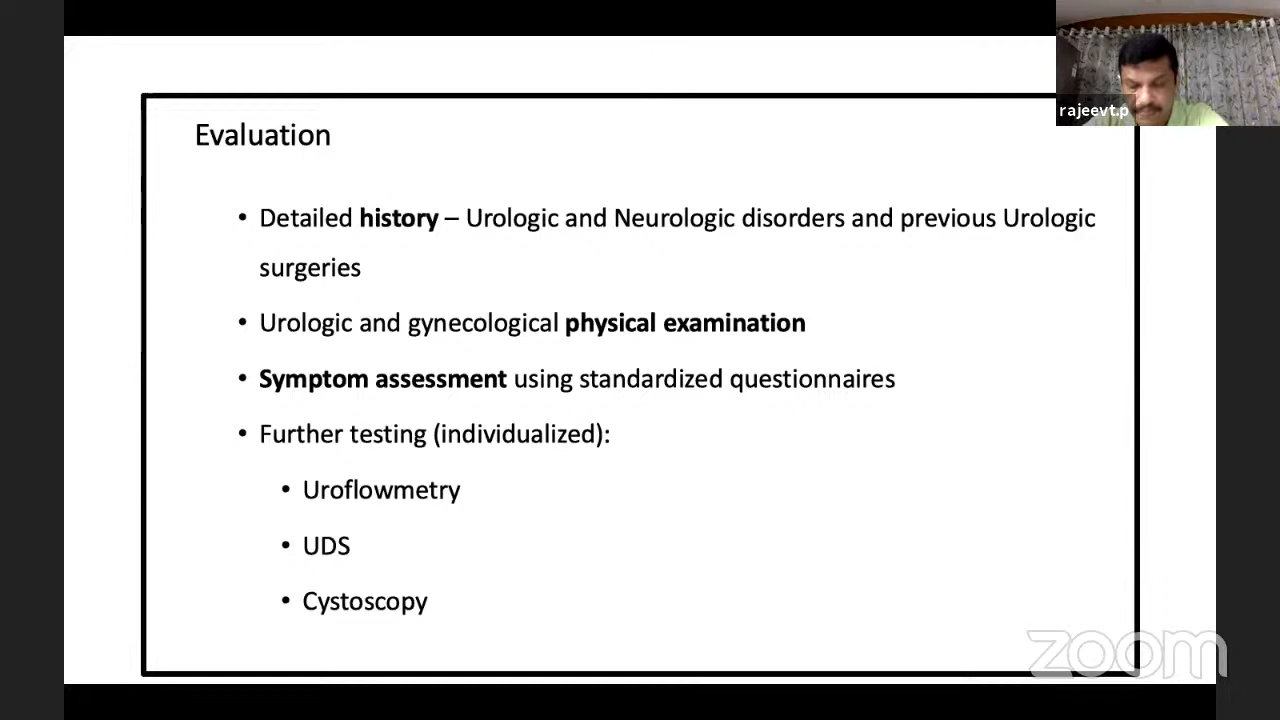 rajeevt.p
Evaluation
• Detailed history – Urologic and Neurologic disorders and previous Urologic
surgeries
• Urologic and gynecological physical examination
• Symptom assessment using standardized questionnaires
• Further testing (individualized):
• Uroflowmetry
• UDS
• Cystoscopy
zoom